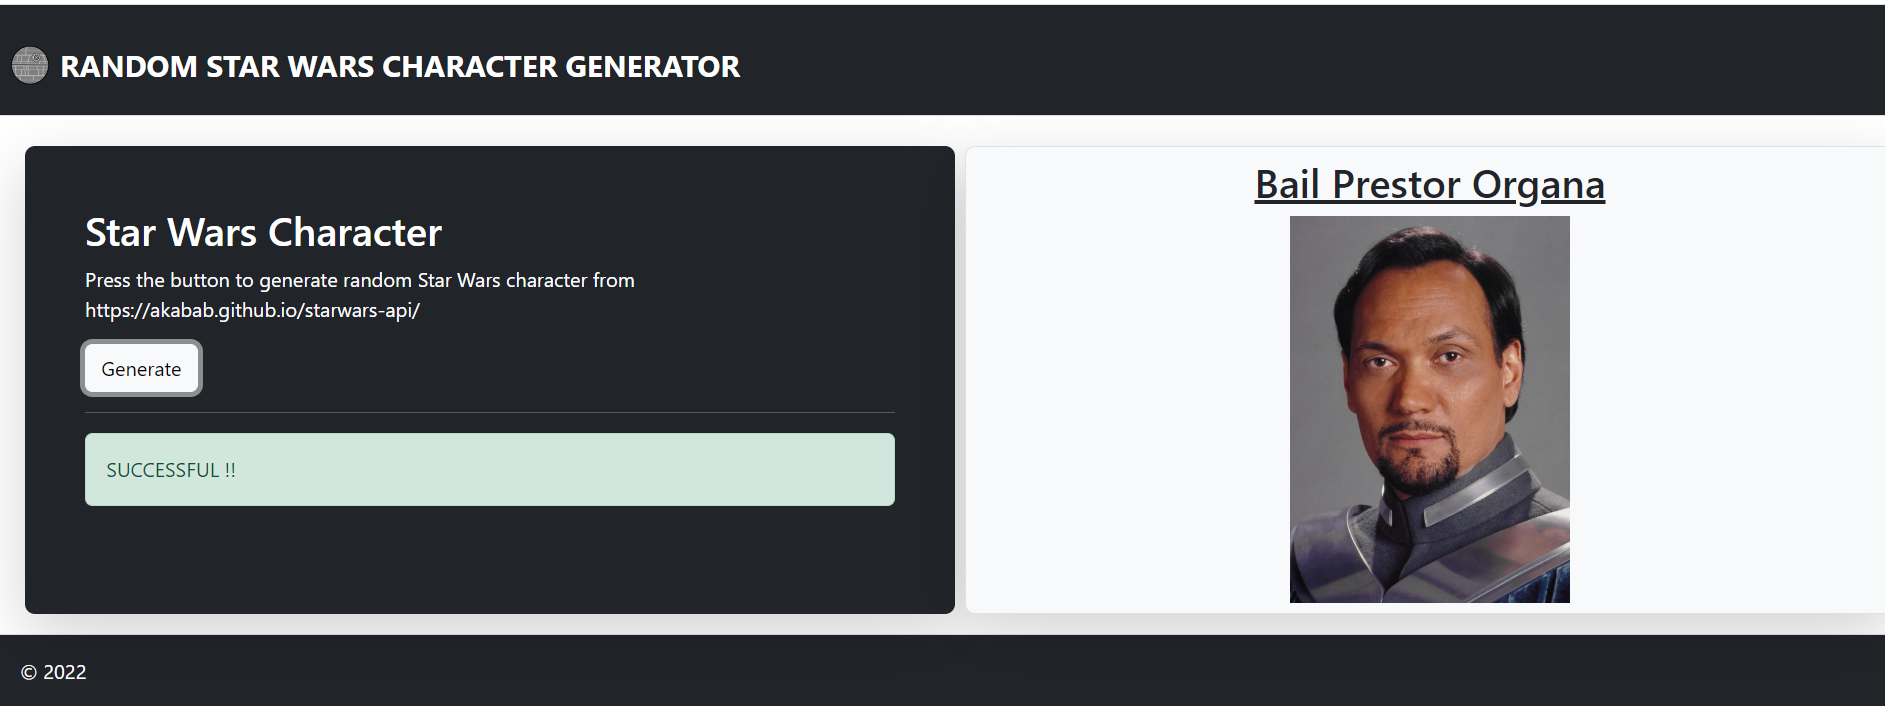 RANDOM STAR WARS CHARACTER GENERATOR
Star Wars Character
Press the button to generate random Star Wars character from
https://akabab.github.io/starwars-api/
Generate
SUCCESSFUL !!
Bail Prestor Organa
© 2022